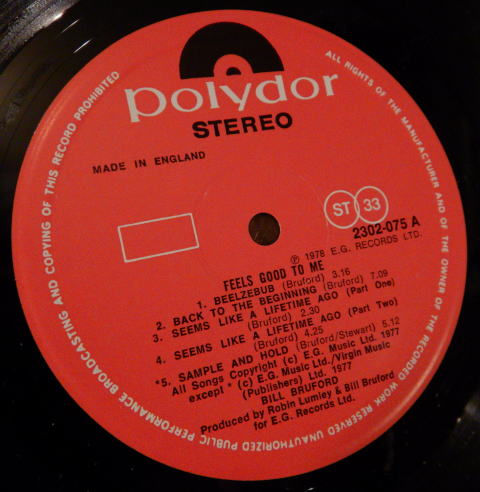 polydor
STEREO
MADE IN ENGLAND
ST 33
2302-075 A
℗ 1978 E.G. RECORDS LTD.
FEELS GOOD TO ME
1. BEELZEBUB (Bruford) 3.16
2. BACK TO THE BEGINNING (Bruford) 7.09
3. SEEMS LIKE A LIFETIME AGO (Part One)
(Bruford) 2.30
4. SEEMS LIKE A LIFETIME AGO (Part Two)
(Bruford) 4.25
*5. SAMPLE AND HOLD (Bruford/Stewart) 5.12
All Songs Copyright (c) E.G. Music Ltd. 1977
except * (c) E.G. Music Ltd./Virgin Music
(Publishers) Ltd. 1977
BILL BRUFORD
Produced by Robin Lumley & Bill Bruford
for E.G. Records Ltd.
ALL RIGHTS OF THE MANUFACTURER AND OF THE OWNER OF THE RECORDED WORK RESERVED UNAUTHORIZED PUBLIC PERFORMANCE BROADCASTING AND COPYING OF THIS RECORD PROHIBITED